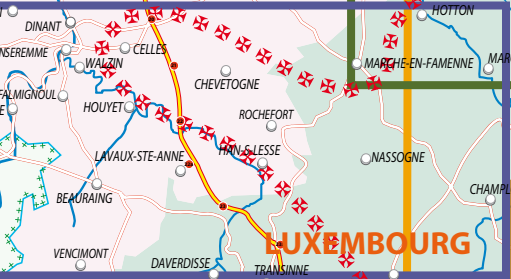 HOTTON
DINANT
NSEREMME
CELLES
WALZIN
MARCHE-EN-FAMENNE
MAR
CHEVETOGNE
FALMIGNOUL
HOUYET
ROCHEFORT
LAVAUX-STE-ANNE
HAN-S-LESSE
NASSOGNE
BEAURAING
CHAMPL
LUXEMBOURG
VENCIMONT
DAVERDISSE
TRANSINNE